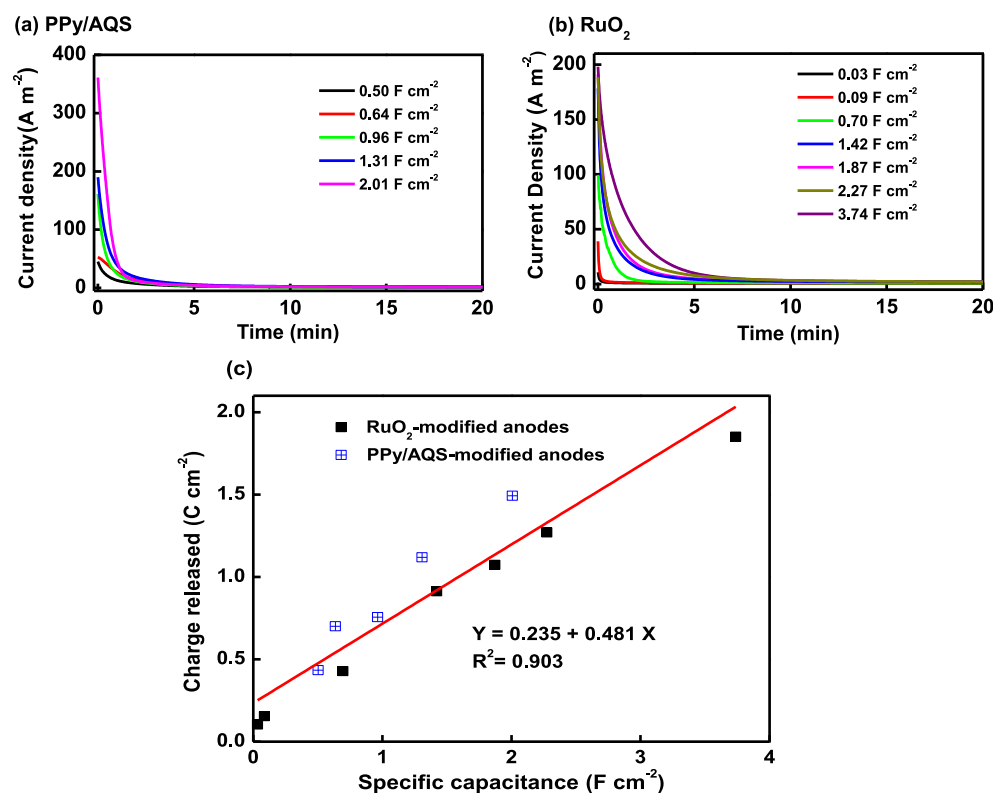 (a) PPy/AQS
Current density(A m⁻²)
400
300
200
100
0
0.50 F cm⁻²
0.64 F cm⁻²
0.96 F cm⁻²
1.31 F cm⁻²
2.01 F cm⁻²
0 5 10 15 20
Time (min)
(b) RuO₂
Current Density (A m⁻²)
200
150
100
50
0
0.03 F cm⁻²
0.09 F cm⁻²
0.70 F cm⁻²
1.42 F cm⁻²
1.87 F cm⁻²
2.27 F cm⁻²
3.74 F cm⁻²
0 5 10 15 20
Time (min)
(c)
Charge released (C cm⁻²)
2.0
1.5
1.0
0.5
0.0
RuO₂-modified anodes
PPy/AQS-modified anodes
Y = 0.235 + 0.481 X
R²= 0.903
0 1 2 3 4
Specific capacitance (F cm⁻²)